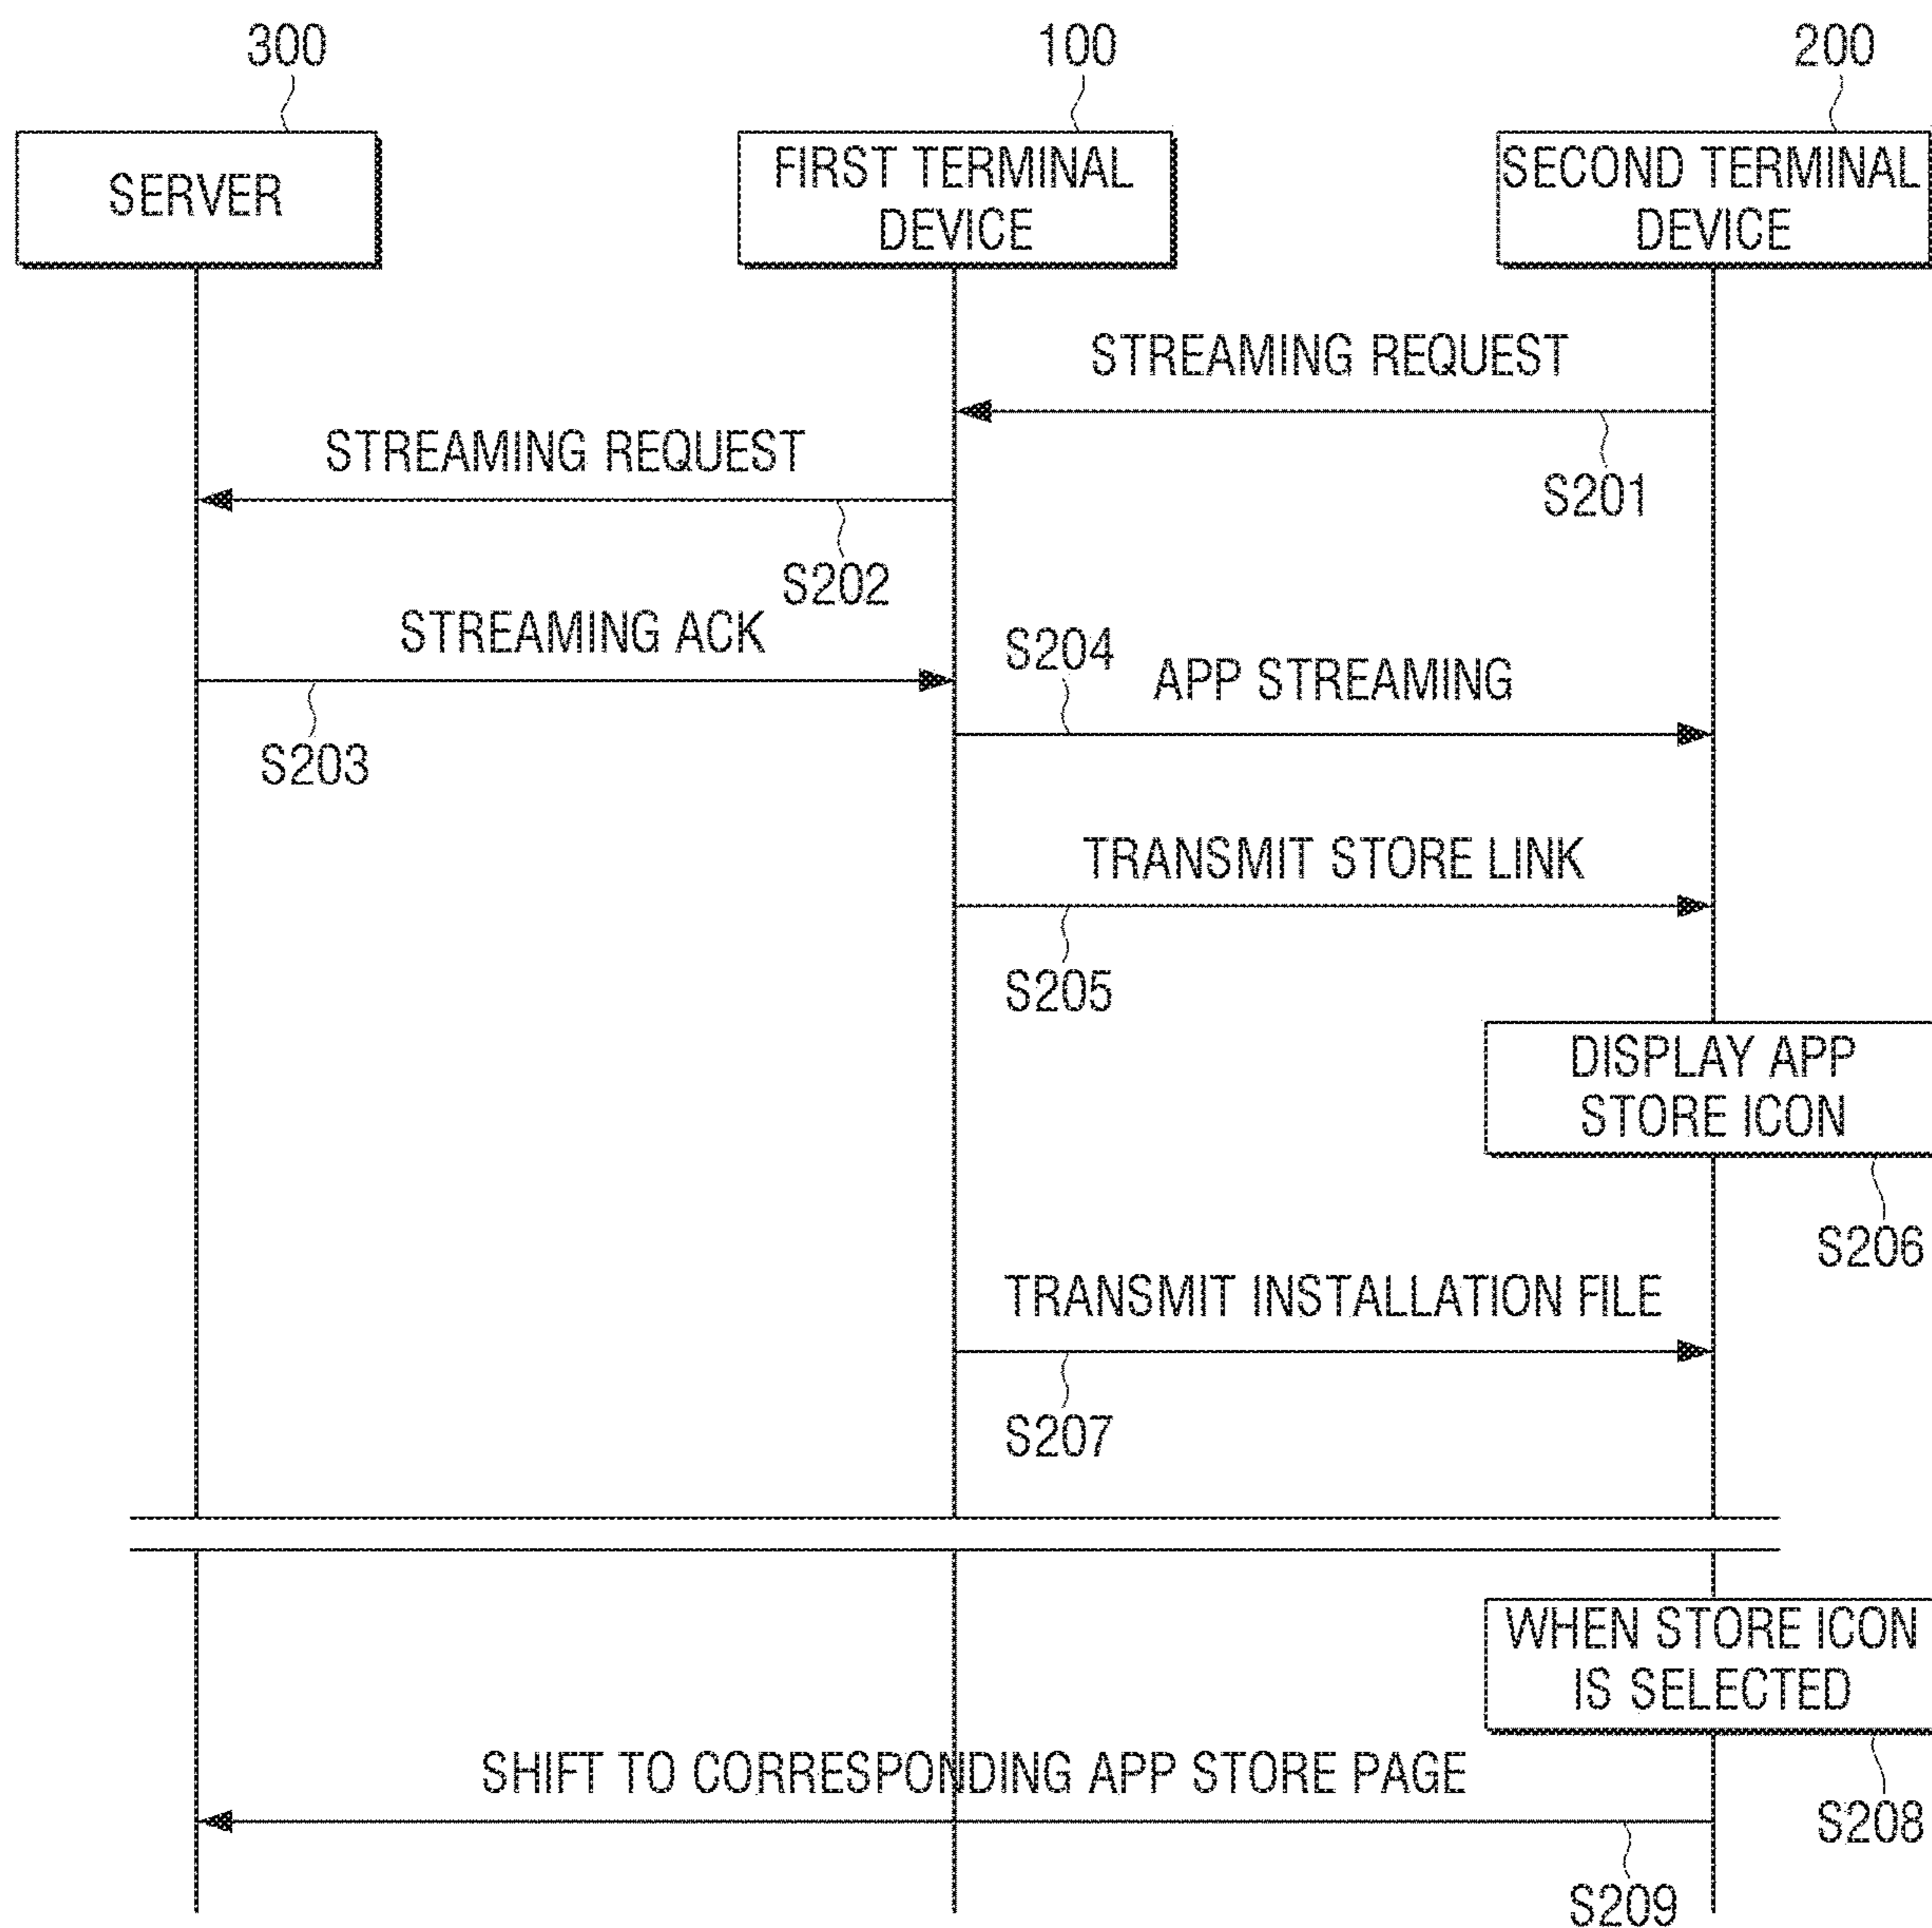 300
100
200
SERVER
FIRST TERMINAL
DEVICE
SECOND TERMINAL
DEVICE
STREAMING REQUEST
S201
STREAMING REQUEST
S202
STREAMING ACK
S203
S204
APP STREAMING
TRANSMIT STORE LINK
S205
DISPLAY APP
STORE ICON
S206
TRANSMIT INSTALLATION FILE
S207
WHEN STORE ICON
IS SELECTED
S208
SHIFT TO CORRESPONDING APP STORE PAGE
S209